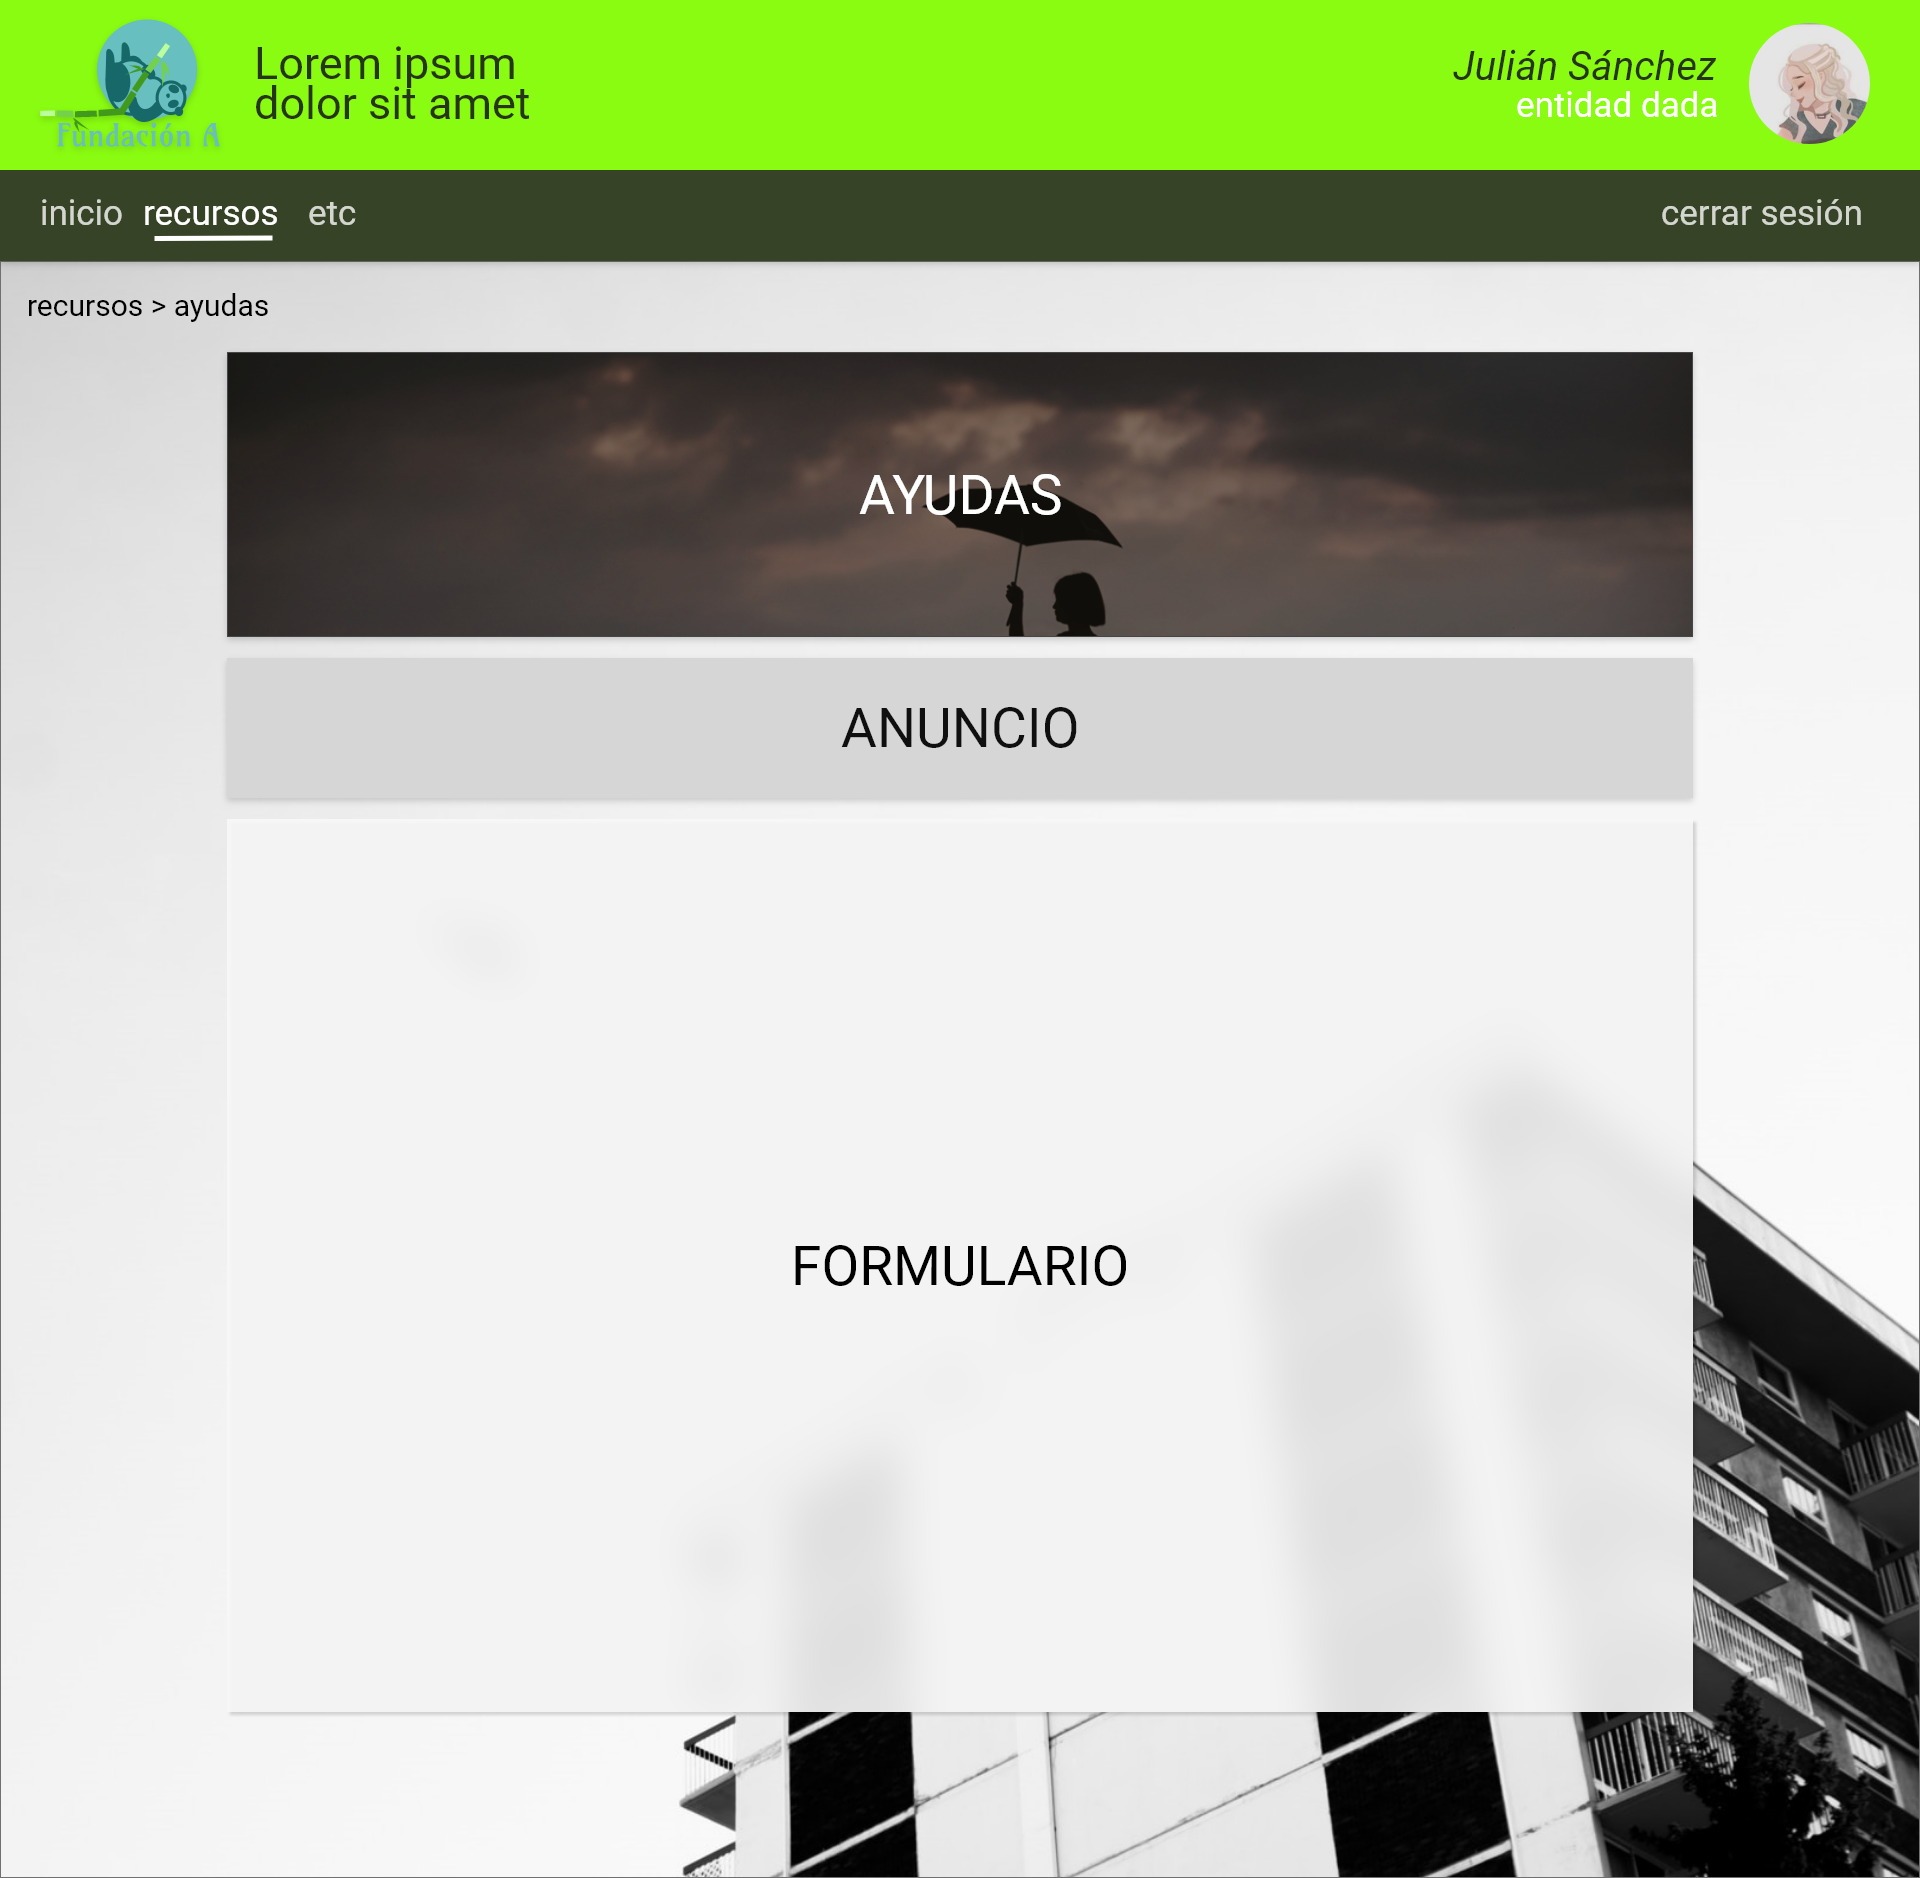 Fundación A
Lorem ipsum
dolor sit amet
Julián Sánchez
entidad dada
inicio recursos etc cerrar sesión
recursos > ayudas
AYUDAS
ANUNCIO
FORMULARIO